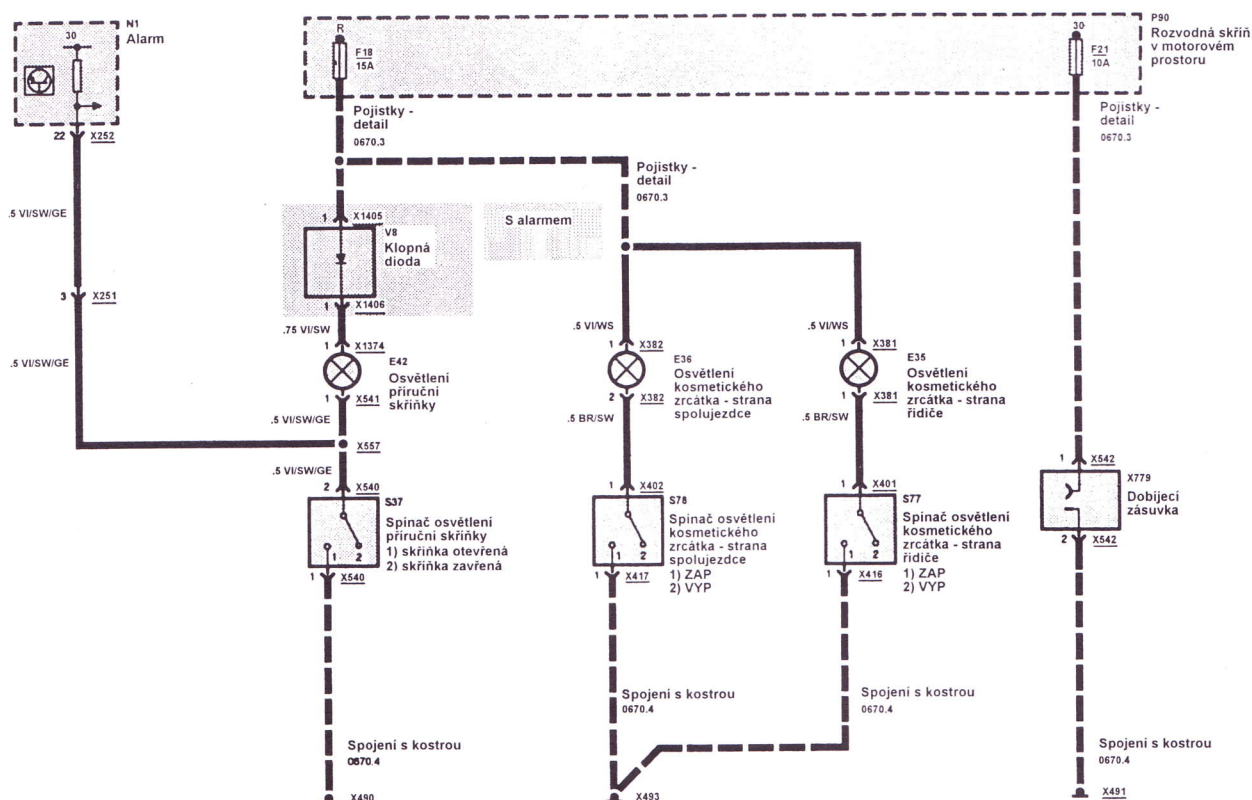 N1
Alarm
30
22
X252
.5 VI/SW/GE
3
X251
.5 VI/SW/GE
R
F18
15A
30
F21
10A
P90
Rozvodná skříň
v motorovém
prostoru
Pojistky -
detail
0670.3
Pojistky -
detail
0670.3
Pojistky -
detail
0670.3
S alarmem
1
X1405
V8
Klopná
dioda
1
X1406
.75 VI/SW
1
X1374
E42
Osvětlení
příruční
skříňky
1
X541
.5 VI/SW/GE
X557
.5 VI/SW/GE
2
X540
S37
Spínač osvětlení
příruční skříňky
1) skříňka otevřená
2) skříňka zavřená
1
2
1
X540
Spojení s kostrou
0670.4
X490
.5 VI/WS
1
X382
E36
Osvětlení
kosmetického
zrcátka - strana
spolujezdce
2
X382
.5 BR/SW
1
X402
S78
Spínač osvětlení
kosmetického
zrcátka - strana
spolujezdce
1) ZAP
2) VYP
1
2
1
X417
Spojení s kostrou
0670.4
X493
.5 VI/WS
1
X381
E35
Osvětlení
kosmetického
zrcátka - strana
řidiče
1
X381
.5 BR/SW
1
X401
S77
Spínač osvětlení
kosmetického
zrcátka - strana
řidiče
1) ZAP
2) VYP
1
2
1
X416
Spojení s kostrou
0670.4
1
X542
X779
Dobíjecí
zásuvka
2
X542
Spojení s kostrou
0670.4
X491